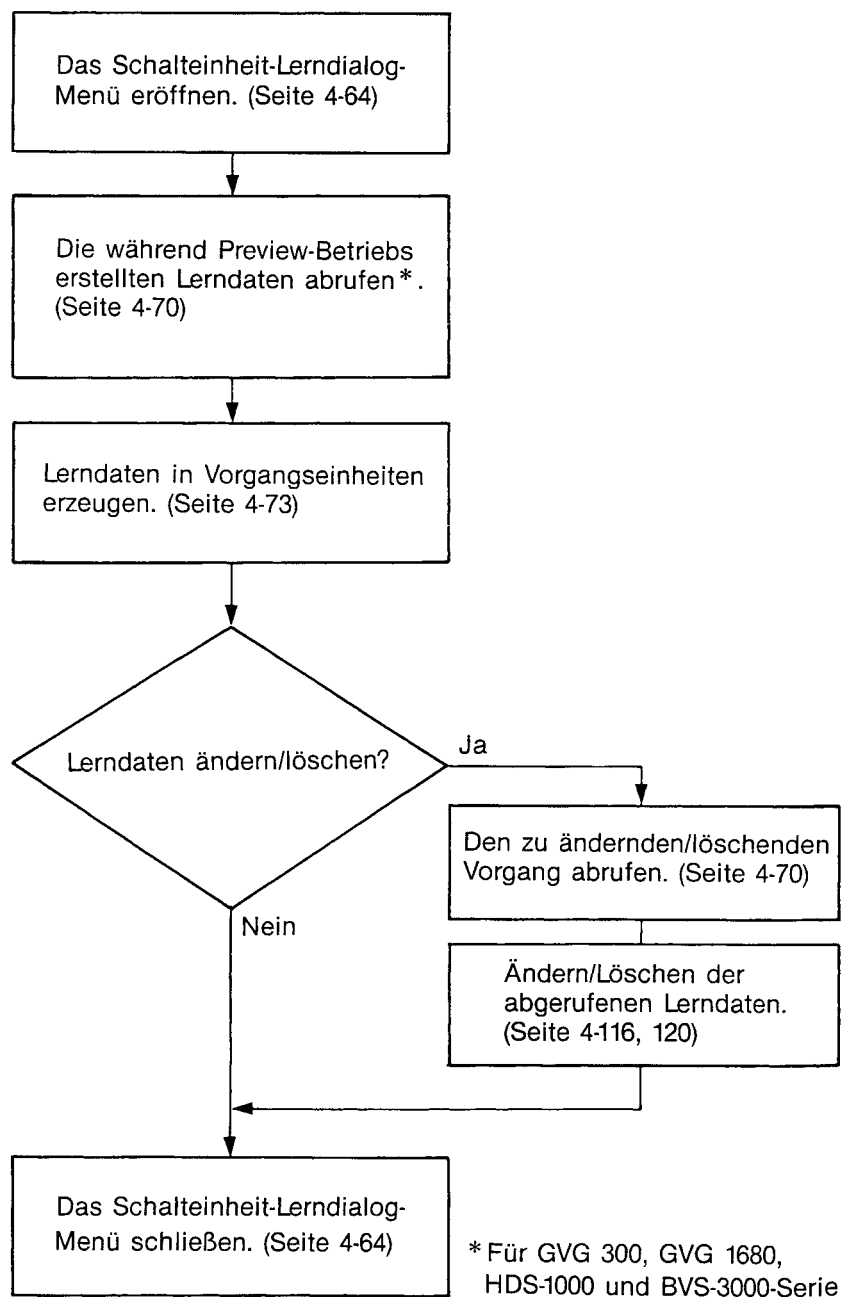 Das Schalteinheit-Lerndialog-
Menü eröffnen. (Seite 4-64)
Die während Preview-Betriebs
erstellten Lerndaten abrufen*.
(Seite 4-70)
Lerndaten in Vorgangseinheiten
erzeugen. (Seite 4-73)
Lerndaten ändern/löschen?
Ja
Den zu ändernden/löschenden
Vorgang abrufen. (Seite 4-70)
Nein
Ändern/Löschen der
abgerufenen Lerndaten.
(Seite 4-116, 120)
Das Schalteinheit-Lerndialog-
Menü schließen. (Seite 4-64)
* Für GVG 300, GVG 1680,
HDS-1000 und BVS-3000-Serie